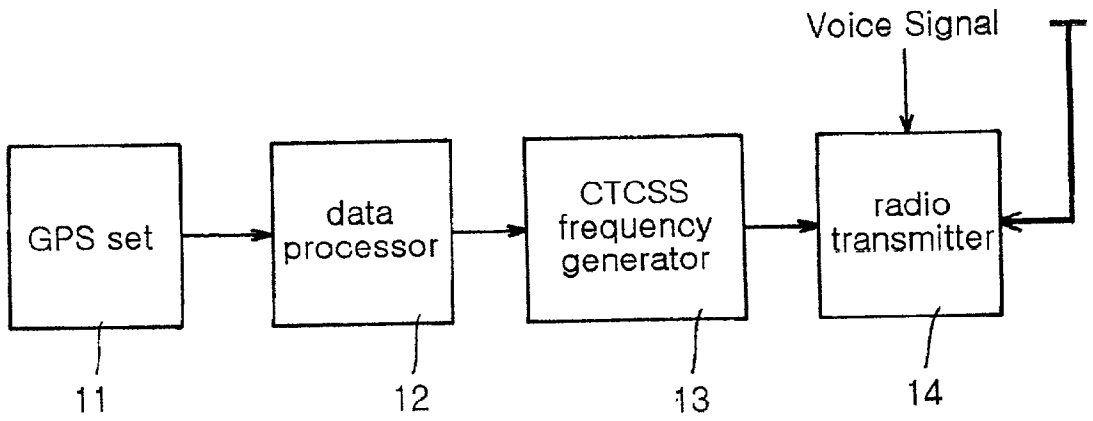 Voice Signal
GPS set
data
processor
CTCSS
frequency
generator
radio
transmitter
11
12
13
14